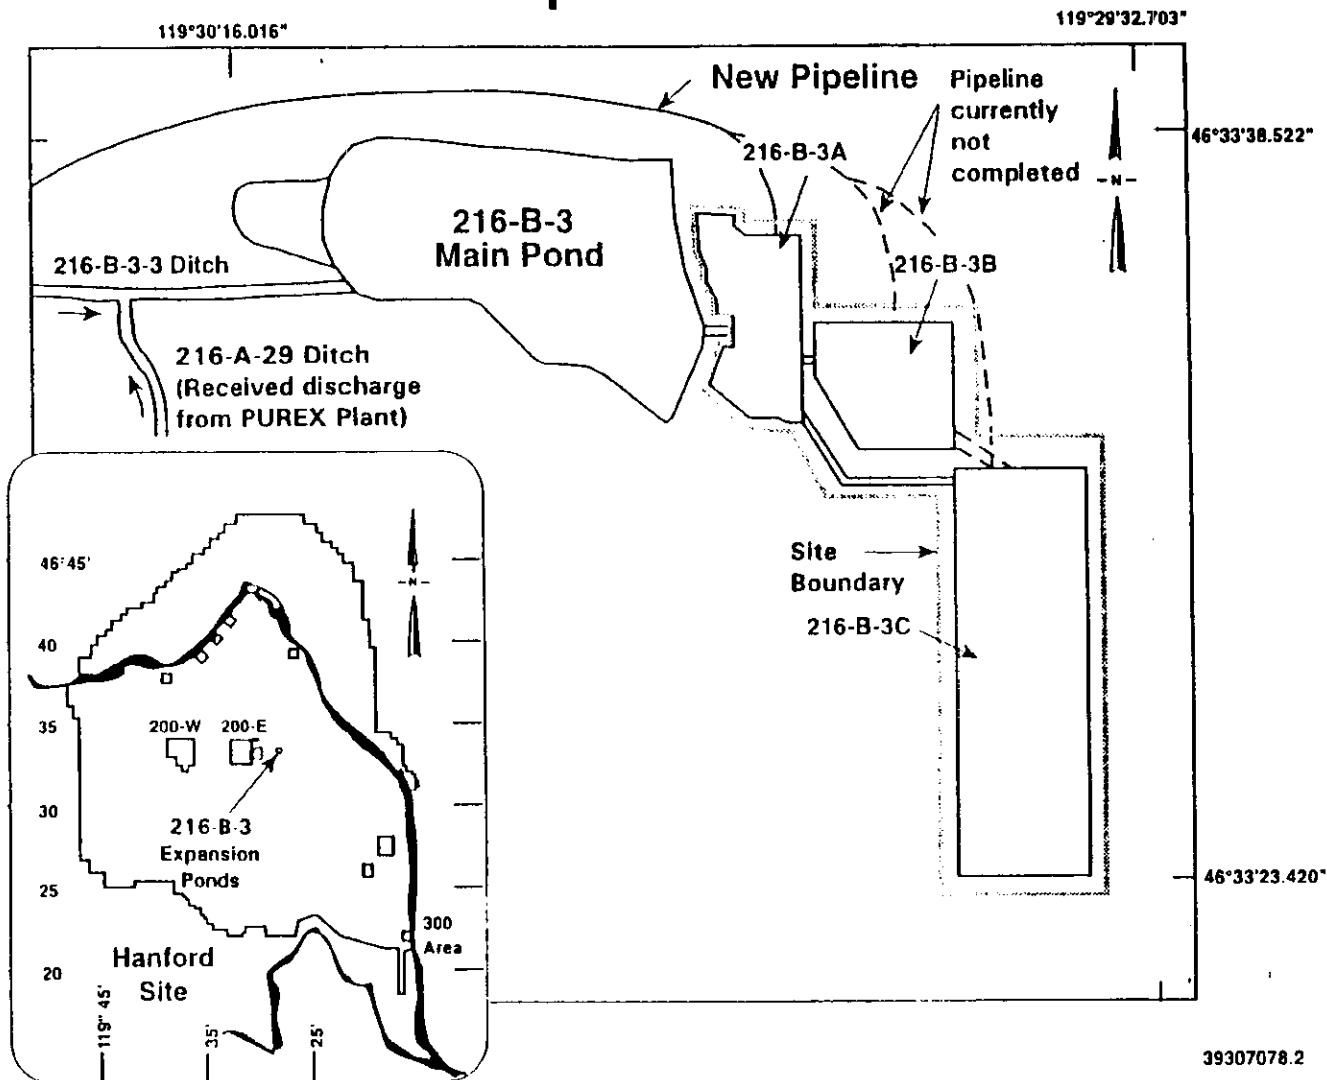 119°30'16.016"
119°29'32.703"
New Pipeline
Pipeline
currently
not
completed
46°33'38.522"
-N-
216-B-3A
216-B-3
Main Pond
216-B-3-3 Ditch
216-B-3B
216-A-29 Ditch
(Received discharge
from PUREX Plant)
Site
Boundary
216-B-3C
46°33'23.420"
46°45'
-N-
40
35
200-W
200-E
30
216-B-3
Expansion
Ponds
25
300
Area
Hanford
Site
20
119° 45'
35'
25'
39307078.2